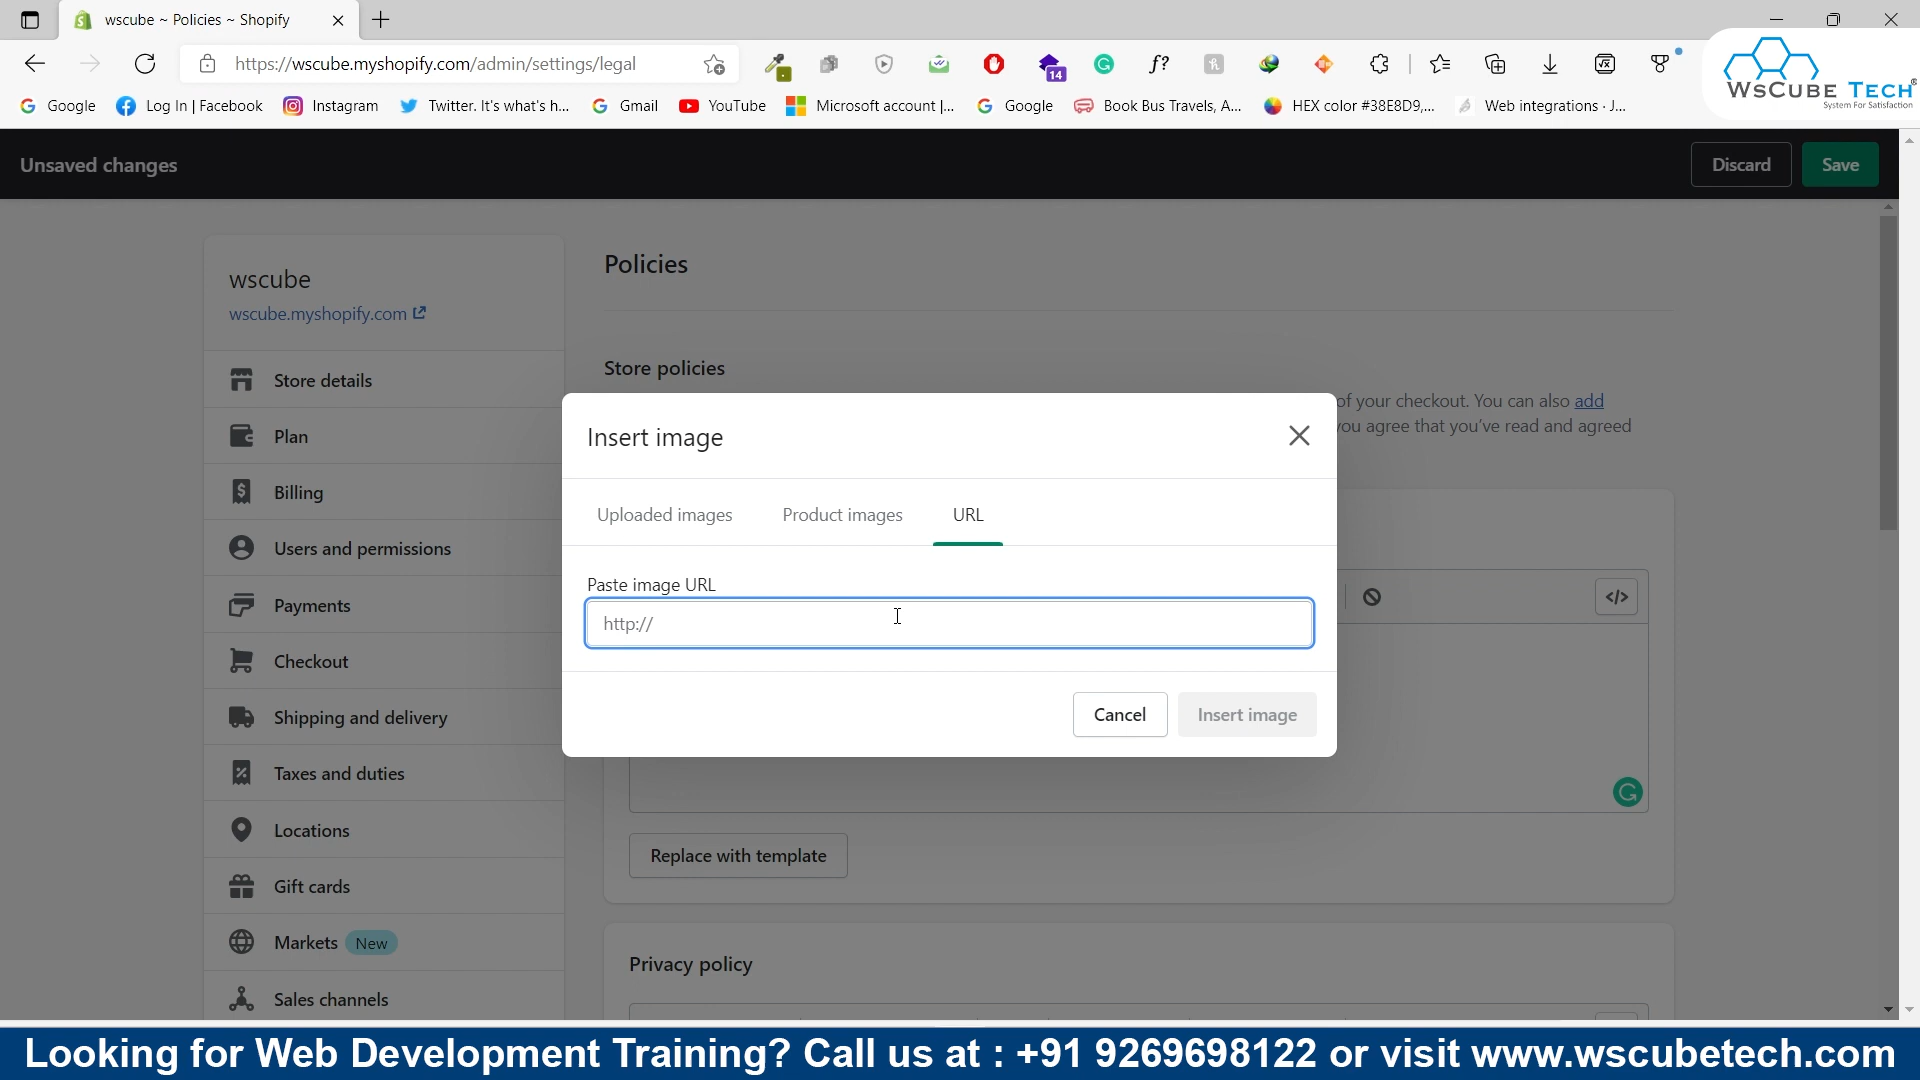 wscube ~ Policies ~ Shopify
https://wscube.myshopify.com/admin/settings/legal
14
f?
WsCube Tech
System For Satisfaction
Google
Log In | Facebook
Instagram
Twitter. It's what's h...
Gmail
YouTube
Microsoft account |...
Google
Book Bus Travels, A...
HEX color #38E8D9,...
Web integrations · J...
Unsaved changes
Discard
Save
wscube
wscube.myshopify.com
Store details
Plan
Billing
Users and permissions
Payments
Checkout
Shipping and delivery
Taxes and duties
Locations
Gift cards
Markets New
Sales channels
Policies
Store policies
of your checkout. You can also add
you agree that you've read and agreed
Insert image
Uploaded images
Product images
URL
Paste image URL
http://
Cancel
Insert image
</>
Replace with template
Privacy policy
Looking for Web Development Training? Call us at : +91 9269698122 or visit www.wscubetech.com